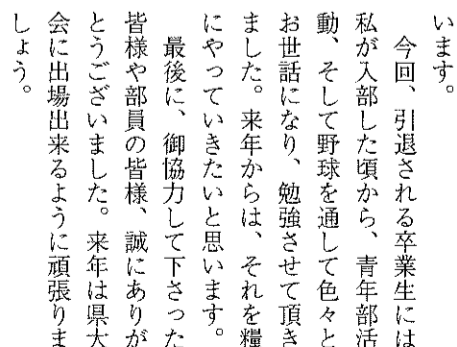 います。
今回、引退される卒業生には
私が入部した頃から、青年部活
動、そして野球を通して色々と
お世話になり、勉強させて頂き
ました。来年からは、それを糧
にやっていきたいと思います。
最後に、御協力して下さった
皆様や部員の皆様、誠にありが
とうございました。来年は県大
会に出場出来るように頑張りま
しょう。